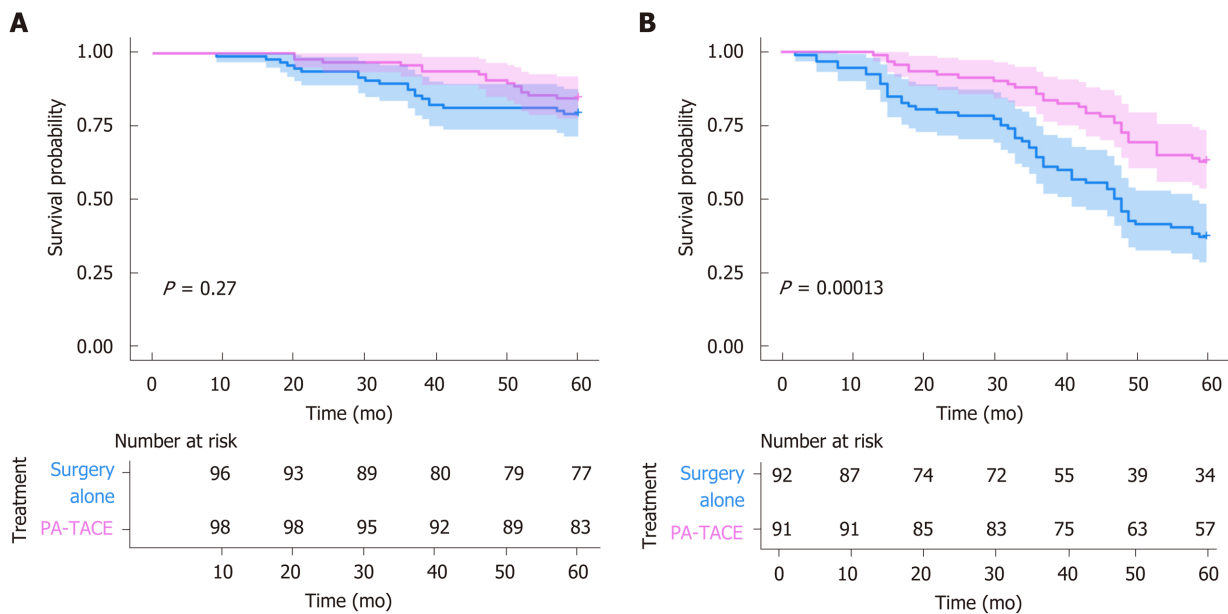 A
1.00
0.75
0.50
0.25
0.00
Survival probability
P = 0.27
0 10 20 30 40 50 60
Time (mo)
Number at risk
Treatment
Surgery alone 96 93 89 80 79 77
PA-TACE 98 98 95 92 89 83
10 20 30 40 50 60
Time (mo)
B
1.00
0.75
0.50
0.25
0.00
Survival probability
P = 0.00013
0 10 20 30 40 50 60
Time (mo)
Number at risk
Treatment
Surgery alone 92 87 74 72 55 39 34
PA-TACE 91 91 85 83 75 63 57
0 10 20 30 40 50 60
Time (mo)